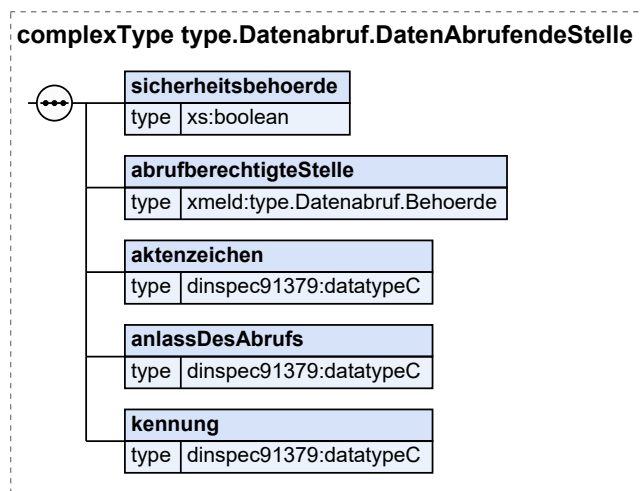 complexType type.Datenabruf.DatenAbrufendeStelle
sicherheitsbehoerde
type xs:boolean
abrufberechtigteStelle
type xmeld:type.Datenabruf.Behoerde
aktenzeichen
type dinspec91379:datatypeC
anlassDesAbrufs
type dinspec91379:datatypeC
kennung
type dinspec91379:datatypeC